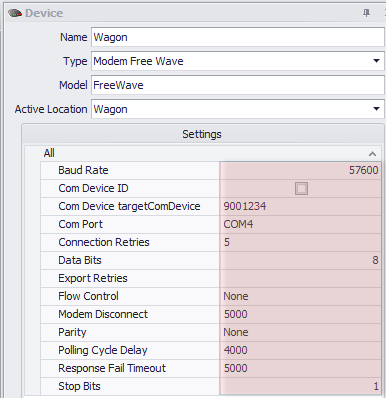 Device
Name Wagon
Type Modem Free Wave
Model FreeWave
Active Location Wagon
Settings
All
Baud Rate 57600
Com Device ID
Com Device targetComDevice 9001234
Com Port COM4
Connection Retries 5
Data Bits 8
Export Retries
Flow Control None
Modem Disconnect 5000
Parity None
Polling Cycle Delay 4000
Response Fail Timeout 5000
Stop Bits 1